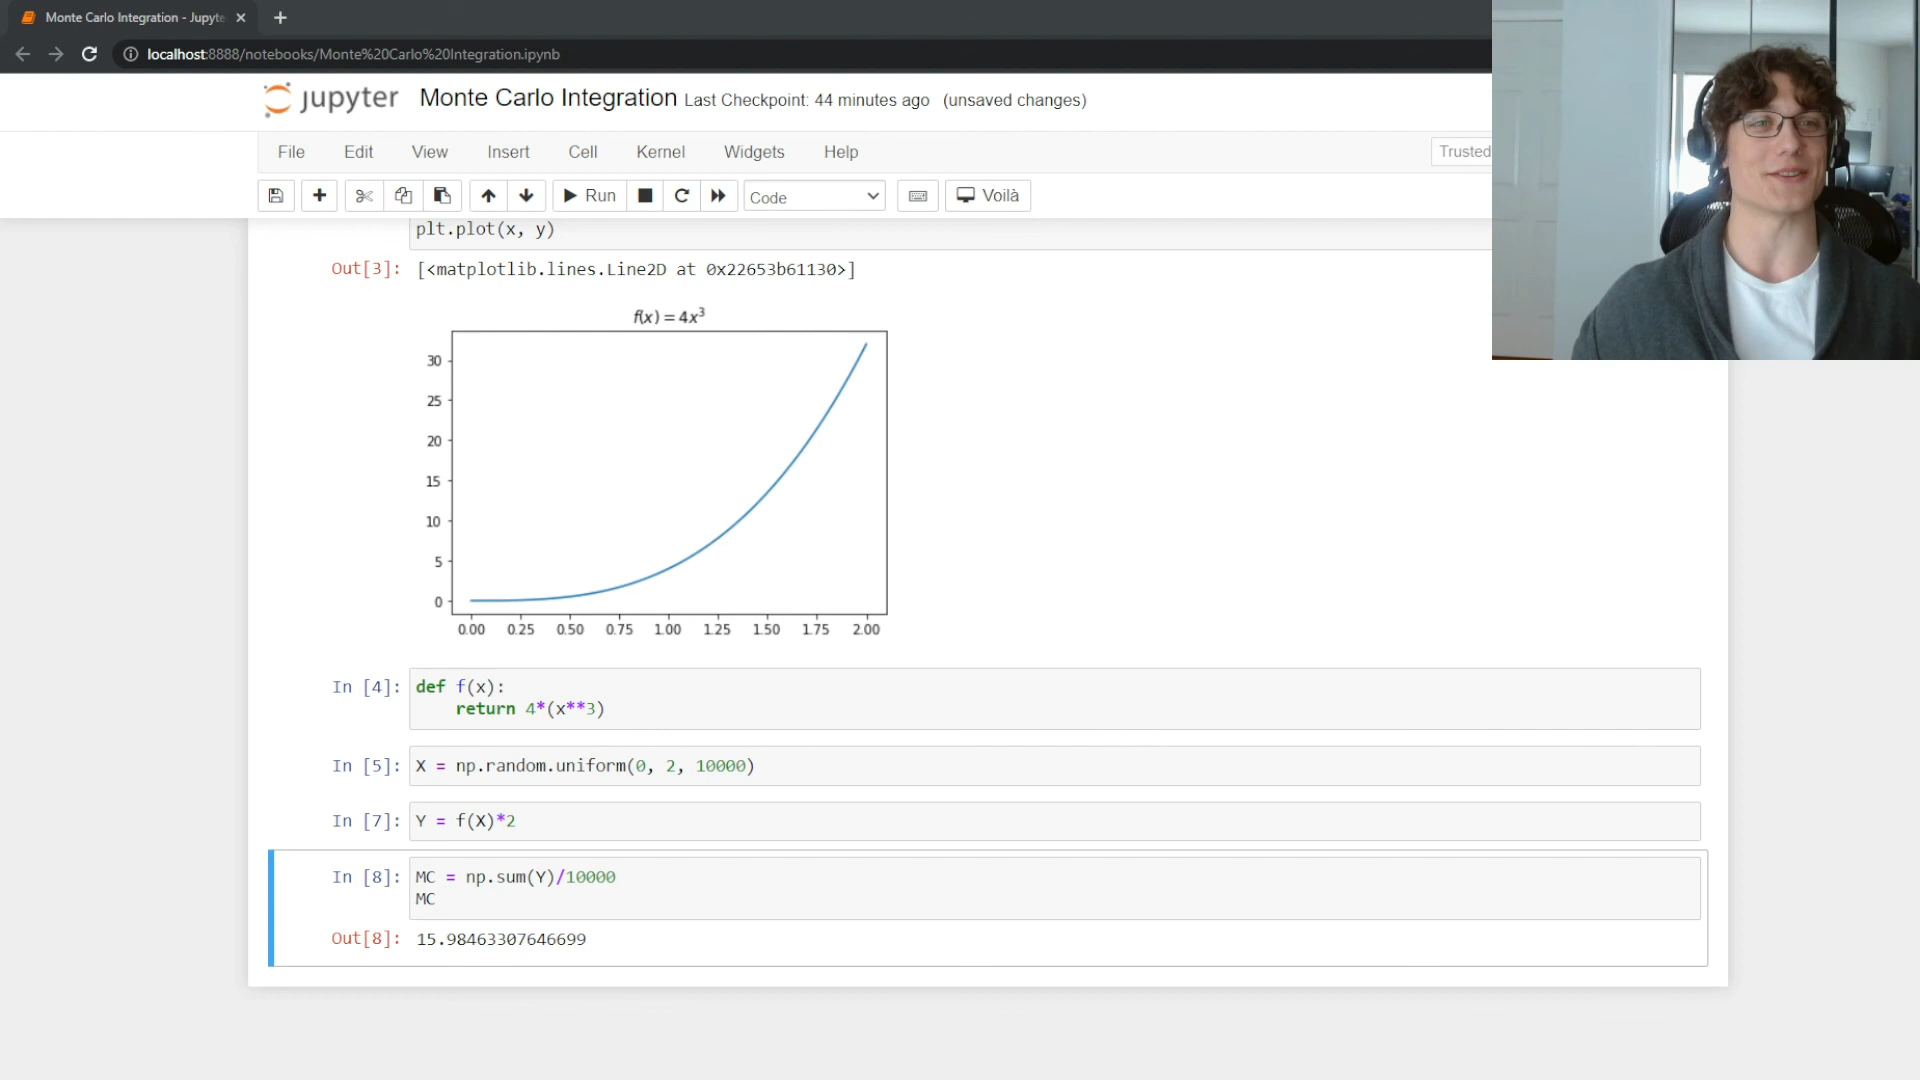 Monte Carlo Integration - Jupyte
localhost:8888/notebooks/Monte%20Carlo%20Integration.ipynb
jupyter Monte Carlo Integration Last Checkpoint: 44 minutes ago (unsaved changes)
File Edit View Insert Cell Kernel Widgets Help Trusted
Run Code Voilà
plt.plot(x, y)
Out[3]: [<matplotlib.lines.Line2D at 0x22653b61130>]
f(x) = 4x³
30
25
20
15
10
5
0
0.00 0.25 0.50 0.75 1.00 1.25 1.50 1.75 2.00
In [4]: def f(x):
return 4*(x**3)
In [5]: X = np.random.uniform(0, 2, 10000)
In [7]: Y = f(X)*2
In [8]: MC = np.sum(Y)/10000
MC
Out[8]: 15.98463307646699